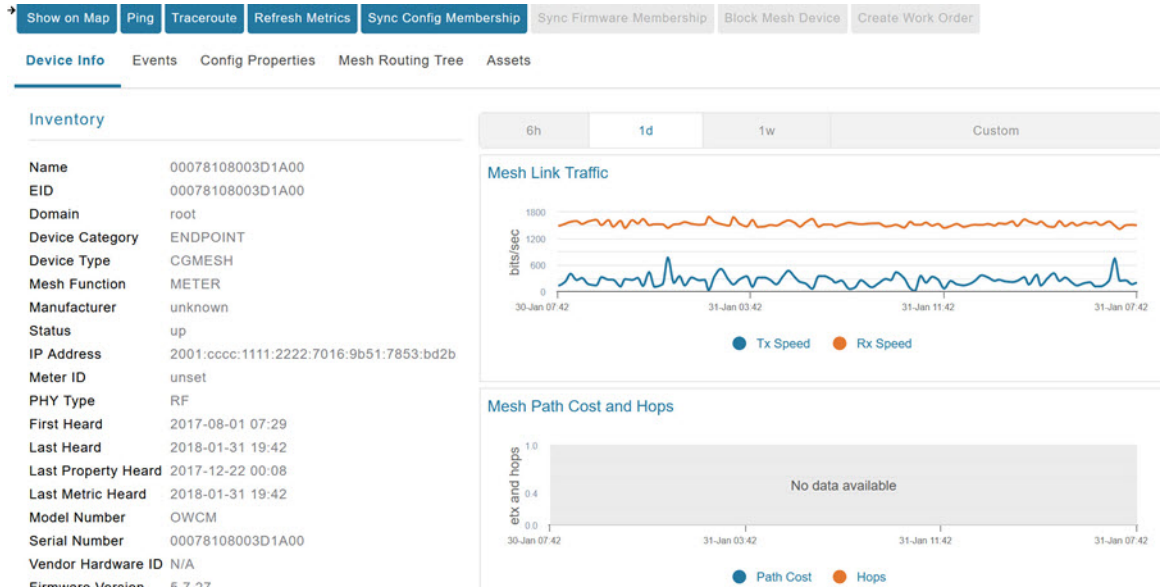 Show on Map Ping Traceroute Refresh Metrics Sync Config Membership Sync Firmware Membership Block Mesh Device Create Work Order
Device Info Events Config Properties Mesh Routing Tree Assets
Inventory
Name 00078108003D1A00
EID 00078108003D1A00
Domain root
Device Category ENDPOINT
Device Type CGMESH
Mesh Function METER
Manufacturer unknown
Status up
IP Address 2001:cccc:1111:2222:7016:9b51:7853:bd2b
Meter ID unset
PHY Type RF
First Heard 2017-08-01 07:29
Last Heard 2018-01-31 19:42
Last Property Heard 2017-12-22 00:08
Last Metric Heard 2018-01-31 19:42
Model Number OWCM
Serial Number 00078108003D1A00
Vendor Hardware ID N/A
Firmware Version 5.7.27
6h 1d 1w Custom
Mesh Link Traffic
bits/sec
1800
1200
600
0
30-Jan 07:42 31-Jan 03:42 31-Jan 11:42 31-Jan 07:42
Tx Speed Rx Speed
Mesh Path Cost and Hops
etx and hops
1.0
0.4
0.0
No data available
30-Jan 07:42 31-Jan 03:42 31-Jan 11:42 31-Jan 07:42
Path Cost Hops